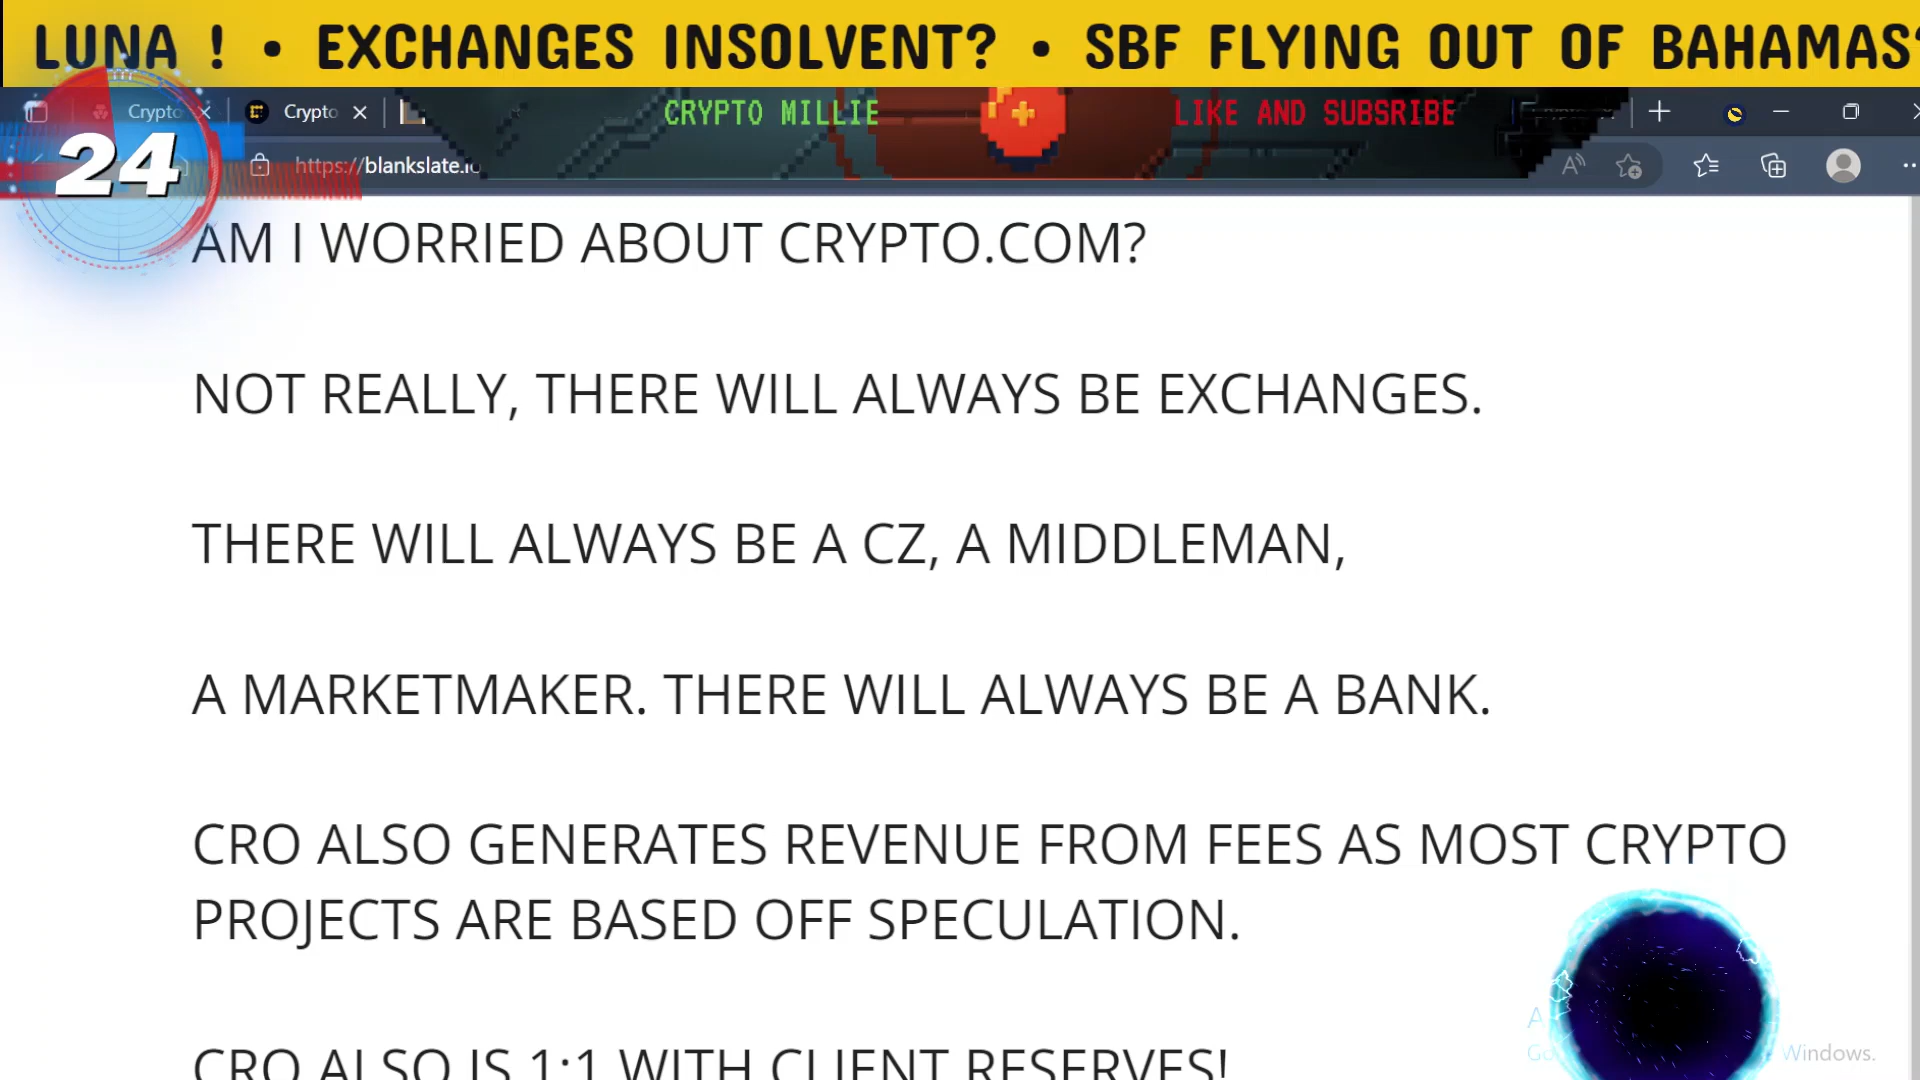 LUNA ! • EXCHANGES INSOLVENT? • SBF FLYING OUT OF BAHAMAS?
Crypto
Crypto
CRYPTO MILLIE
LIKE AND SUBSRIBE
24
https://blankslate.io
AM I WORRIED ABOUT CRYPTO.COM?
NOT REALLY, THERE WILL ALWAYS BE EXCHANGES.
THERE WILL ALWAYS BE A CZ, A MIDDLEMAN,
A MARKETMAKER. THERE WILL ALWAYS BE A BANK.
CRO ALSO GENERATES REVENUE FROM FEES AS MOST CRYPTO
PROJECTS ARE BASED OFF SPECULATION.
CRO ALSO IS 1:1 WITH CLIENT RESERVES!
Windows.